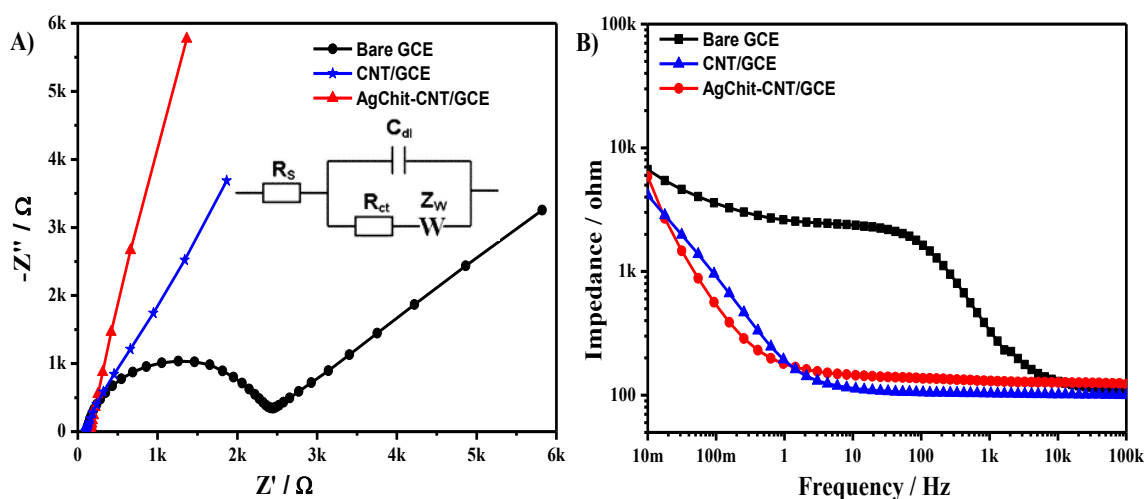 A)
6k
5k
4k
3k
2k
1k
0
-Z'' / Ω
Bare GCE
CNT/GCE
AgChit-CNT/GCE
Cdl
RS
Rct
ZW
W
0 1k 2k 3k 4k 5k 6k
Z' / Ω
B)
100k
10k
1k
100
Impedance / ohm
Bare GCE
CNT/GCE
AgChit-CNT/GCE
10m 100m 1 10 100 1k 10k 100k
Frequency / Hz